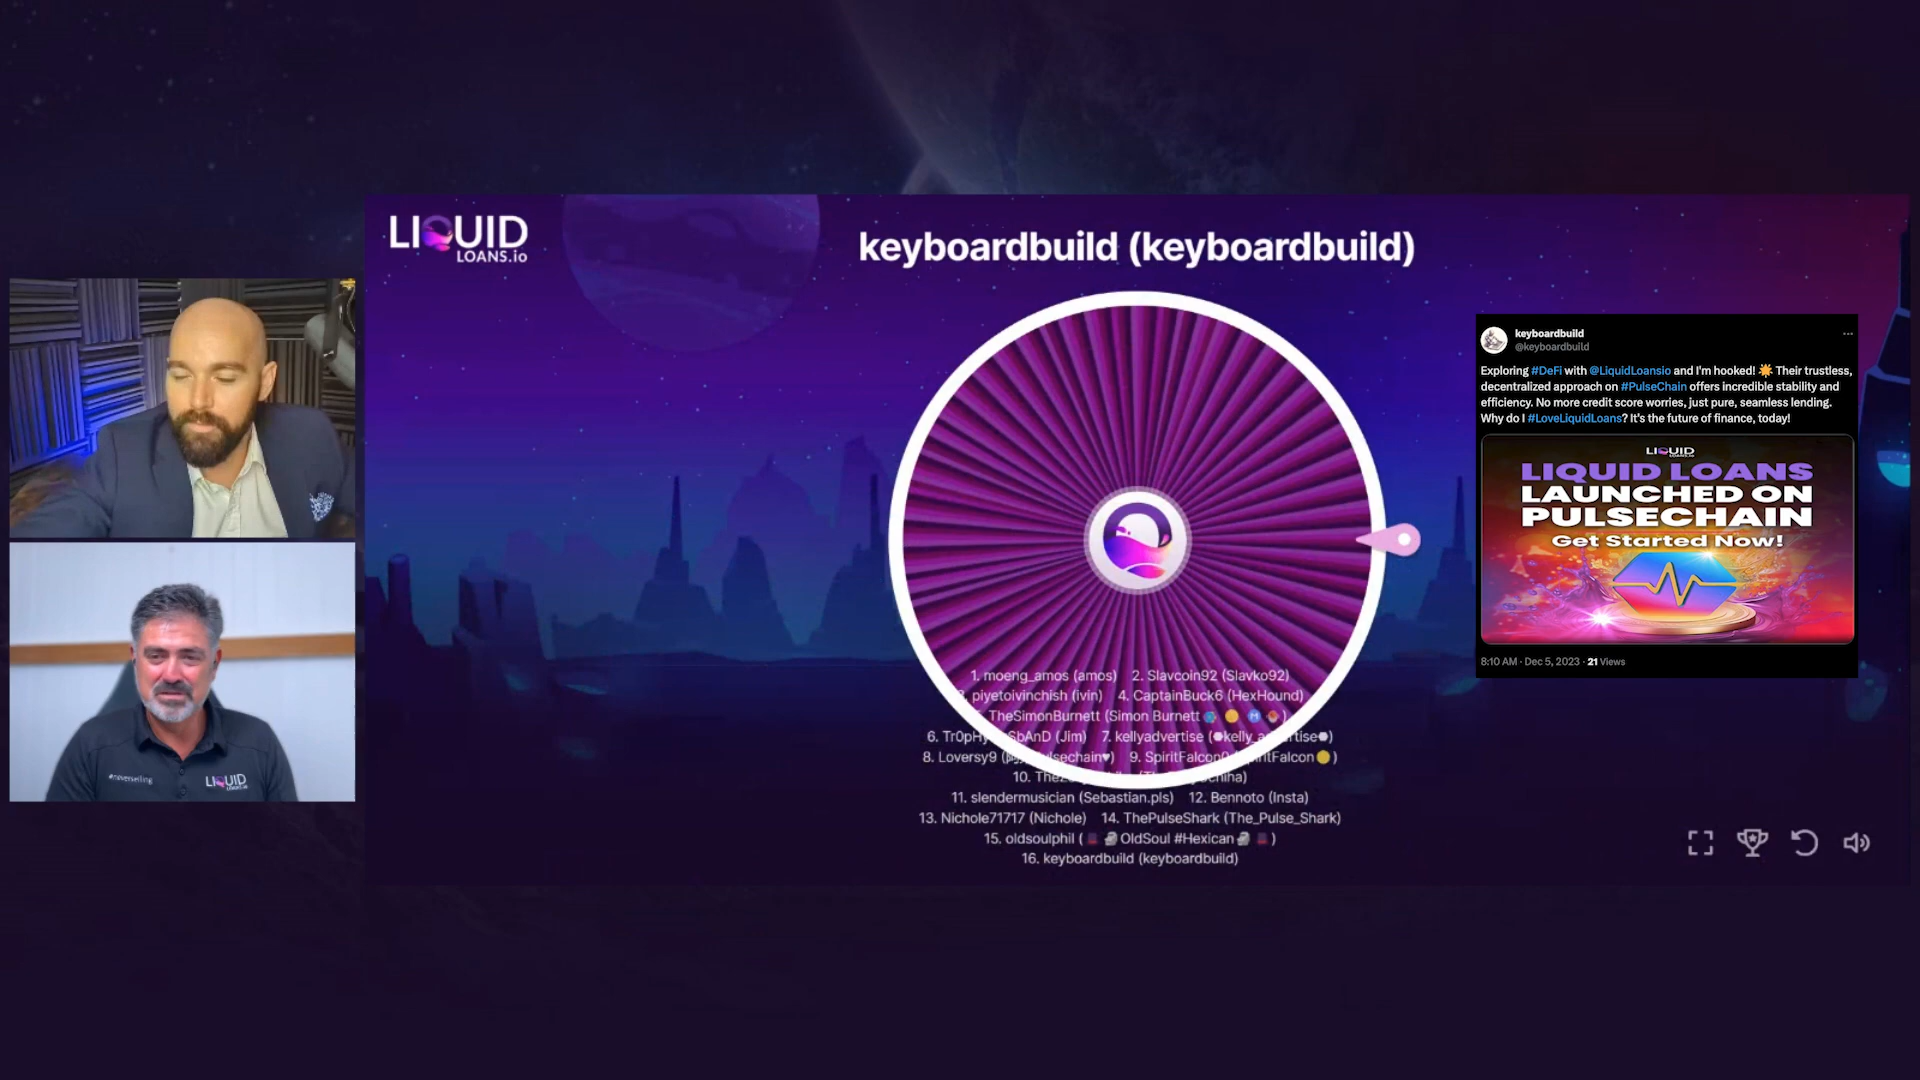 LIQUID
LOANS.io
keyboardbuild (keyboardbuild)
keyboardbuild
@keyboardbuild
Exploring #DeFi with @LiquidLoansio and I'm hooked! ☀️ Their trustless,
decentralized approach on #PulseChain offers incredible stability and
efficiency. No more credit score worries, just pure, seamless lending.
Why do I #LoveLiquidLoans? It's the future of finance, today!
LIQUID
LOANS.io
LIQUID LOANS
LAUNCHED ON
PULSECHAIN
Get Started Now!
8:10 AM · Dec 5, 2023 · 21 Views
1. moeng_amos (amos) 2. Slavcoin92 (Slavko92)
piyetoivinchish (ivin) 4. CaptainBuck6 (HexHound)
TheSimonBurnett (Simon Burnett)
6. (Jim) 7. kellyadvertise
8. Loversy9 9.
10.
11. slendermusician (Sebastian.pls) 12. Bennoto (Insta)
13. Nichole71717 (Nichole) 14. ThePulseShark (The_Pulse_Shark)
15. oldsoulphil (🎩🗿OldSoul #Hexican🗿🎩)
16. keyboardbuild (keyboardbuild)
#neverselling
LIQUID
LOANS.io